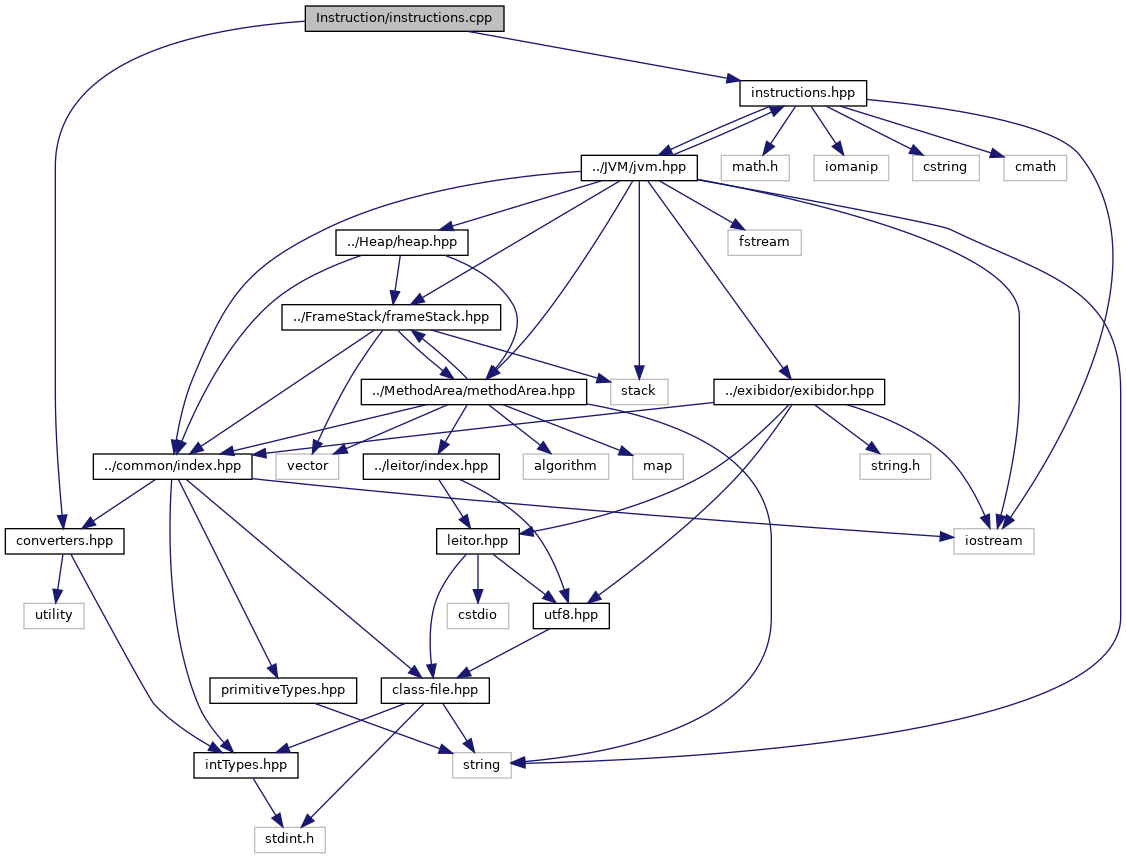 Instruction/instructions.cpp
instructions.hpp
../JVM/jvm.hpp
math.h
iomanip
cstring
cmath
../Heap/heap.hpp
fstream
../FrameStack/frameStack.hpp
../MethodArea/methodArea.hpp
stack
../exibidor/exibidor.hpp
../common/index.hpp
vector
../leitor/index.hpp
algorithm
map
string.h
converters.hpp
leitor.hpp
iostream
utility
cstdio
utf8.hpp
primitiveTypes.hpp
class-file.hpp
intTypes.hpp
string
stdint.h